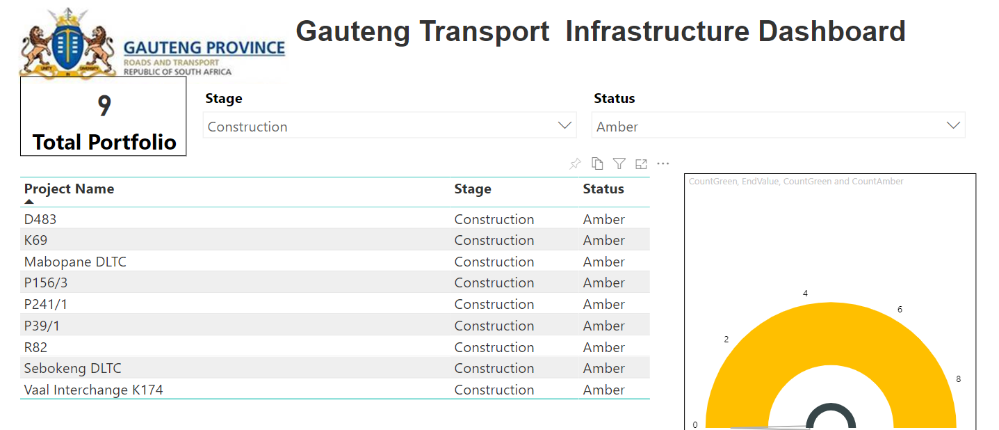 Gauteng Transport Infrastructure Dashboard
GAUTENG PROVINCE
ROADS AND TRANSPORT
REPUBLIC OF SOUTH AFRICA
UNITY IN DIVERSITY
9
Total Portfolio
Stage
Construction
Status
Amber
Project Name Stage Status
D483 Construction Amber
K69 Construction Amber
Mabopane DLTC Construction Amber
P156/3 Construction Amber
P241/1 Construction Amber
P39/1 Construction Amber
R82 Construction Amber
Sebokeng DLTC Construction Amber
Vaal Interchange K174 Construction Amber
CountGreen, EndValue, CountGreen and CountAmber
0
2
4
6
8